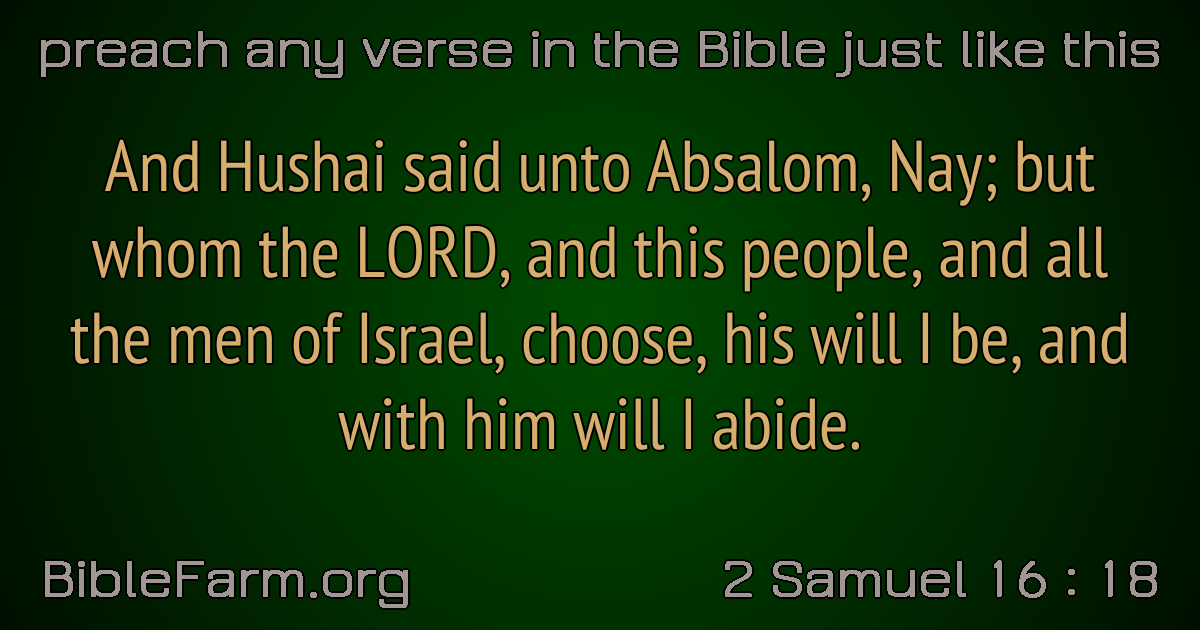 preach any verse in the Bible just like this
And Hushai said unto Absalom, Nay; but
whom the LORD, and this people, and all
the men of Israel, choose, his will I be, and
with him will I abide.
BibleFarm.org
2 Samuel 16 : 18